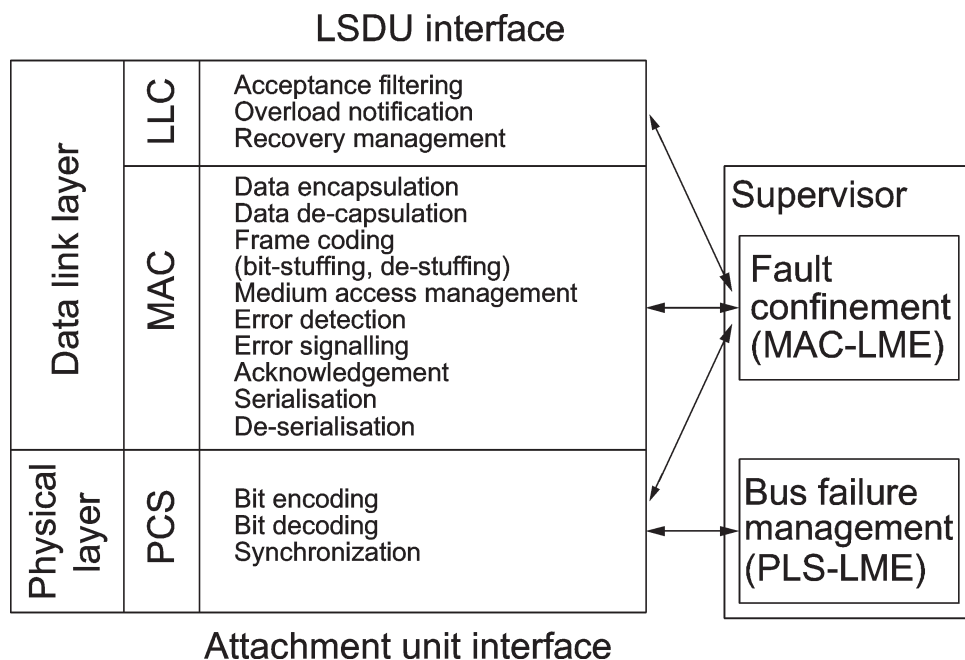 LSDU interface
Data link layer
LLC
Acceptance filtering
Overload notification
Recovery management
MAC
Data encapsulation
Data de-capsulation
Frame coding
(bit-stuffing, de-stuffing)
Medium access management
Error detection
Error signalling
Acknowledgement
Serialisation
De-serialisation
Physical
layer
PCS
Bit encoding
Bit decoding
Synchronization
Attachment unit interface
Supervisor
Fault
confinement
(MAC-LME)
Bus failure
management
(PLS-LME)